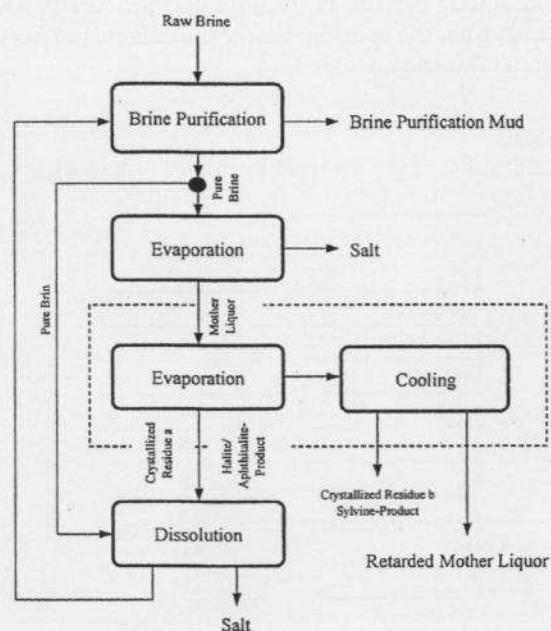 Raw Brine
Brine Purification
Brine Purification Mud
Pure
Brine
Evaporation
Salt
Pure Brin
Mother
Liquor
Evaporation
Cooling
Crystallized
Residue a
Halite/
Aphthitalite-
Product
Crystallized Residue b
Sylvine-Product
Dissolution
Retarded Mother Liquor
Salt